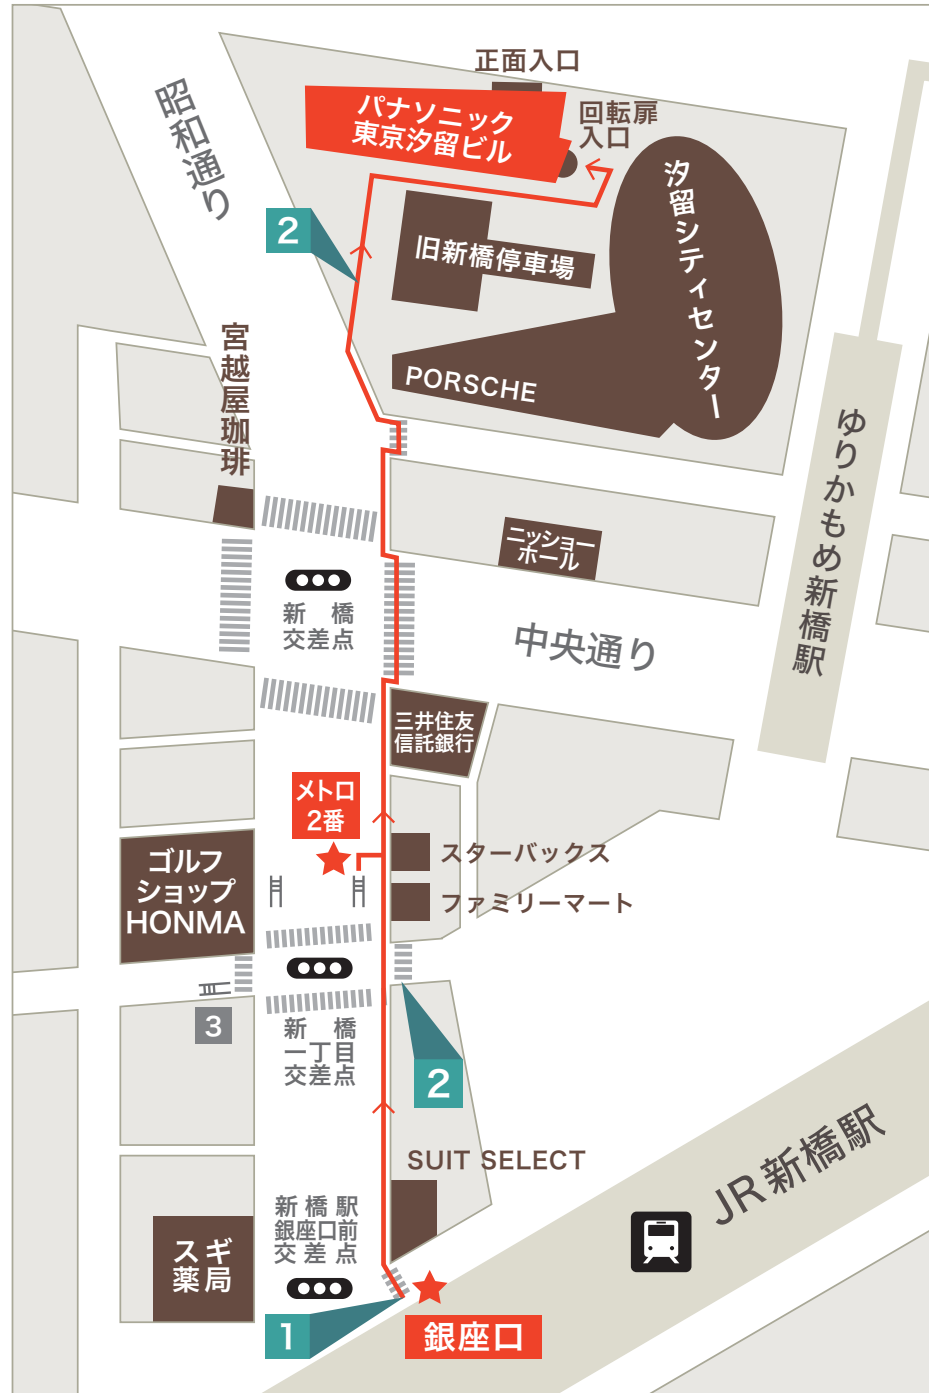 正面入口
パナソニック
東京汐留ビル
回転扉
入口
昭和通り
2
汐留シティセンター
旧新橋停車場
宮越屋珈琲
PORSCHE
ゆりかもめ新橋駅
ニッショー
ホール
新 橋
交差点
中央通り
三井住友
信託銀行
メトロ
2番
スターバックス
ゴルフ
ショップ
HONMA
ファミリーマート
3
新 橋
一丁目
交差点
2
SUIT SELECT
JR新橋駅
新橋駅
銀座口前
交差点
スギ
薬局
1
銀座口